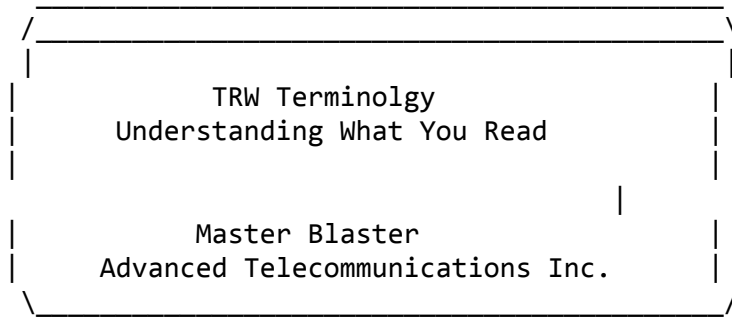 TRW Terminolgy
Understanding What You Read
Master Blaster
Advanced Telecommunications Inc.